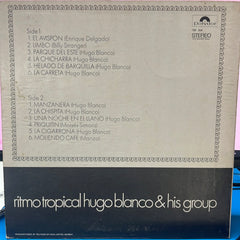 Polydor
STEREO
Side 1:
1. EL AVISPON (Enrique Delgado)
2. LIMBO (Billy Strange)
3. PARQUE DEL ESTE (Hugo Blanco)
4. LA CHICHARRA (Hugo Blanco)
5. HELADO DE BARQUILLA (Hugo Blanco)
6. LA CARRETA (Hugo Blanco)
Side 2:
1. MANZANERA (Hugo Blanco)
2. LA CHISPITA (Hugo Blanco)
3. UNA NOCHE EN EL LLANO (Hugo Blanco)
4. PIQUITIN
5. LA CIGARRONA (Hugo Blanco)
6. MOLIENDO CAFE
ritmo tropical hugo blanco & his group